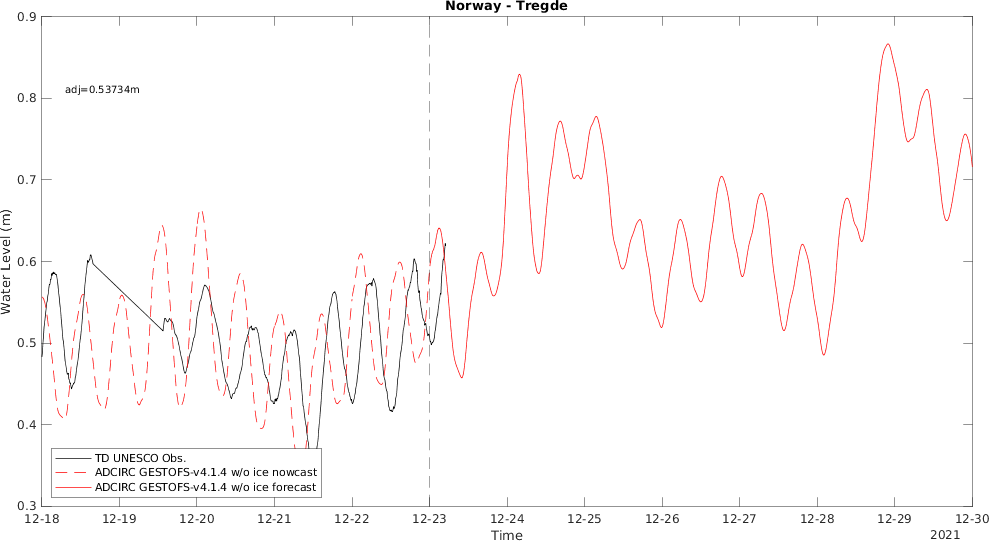 Norway - Tregde
0.9
0.8
0.7
0.6
0.5
0.4
0.3
Water Level (m)
adj=0.53734m
TD UNESCO Obs.
ADCIRC GESTOFS-v4.1.4 w/o ice nowcast
ADCIRC GESTOFS-v4.1.4 w/o ice forecast
12-18 12-19 12-20 12-21 12-22 12-23 12-24 12-25 12-26 12-27 12-28 12-29 12-30
Time
2021